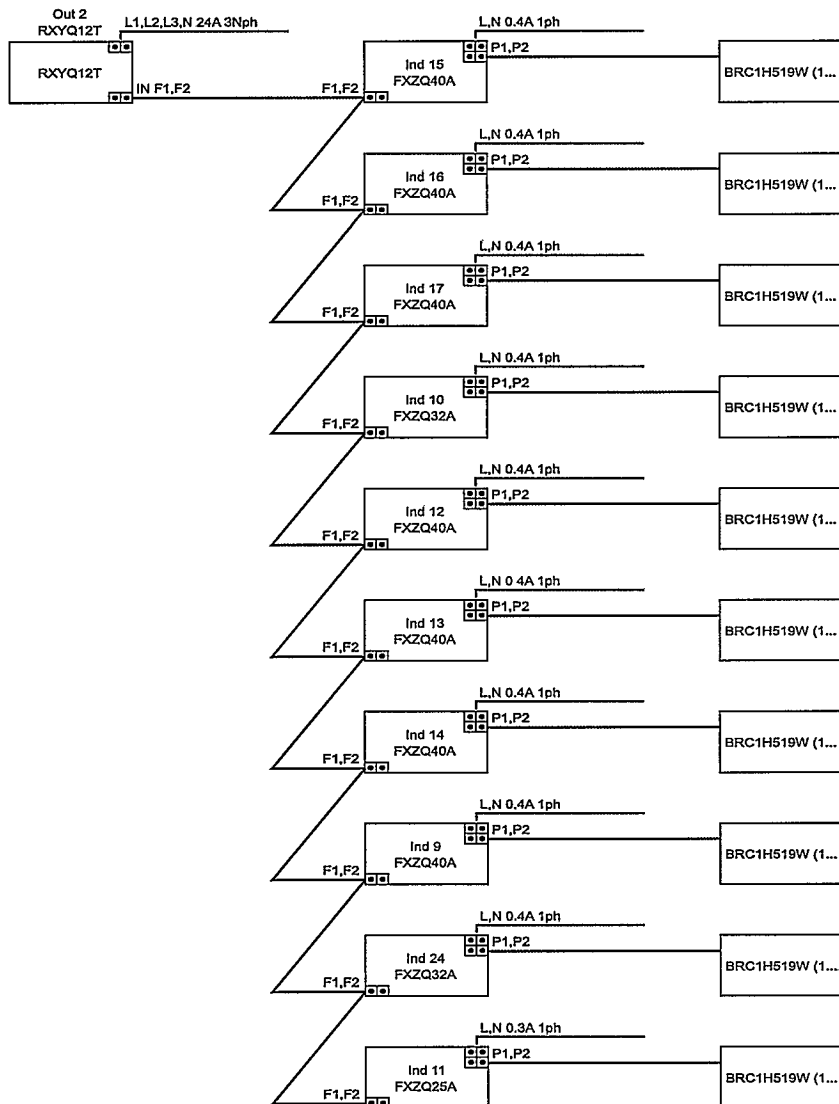 Out 2
RXYQ12T
L1,L2,L3,N 24A 3Nph
RXYQ12T
IN F1,F2
F1,F2
L,N 0.4A 1ph
Ind 15
FXZQ40A
P1,P2
BRC1H519W (1...
L,N 0.4A 1ph
Ind 16
FXZQ40A
P1,P2
BRC1H519W (1...
F1,F2
L,N 0.4A 1ph
Ind 17
FXZQ40A
P1,P2
BRC1H519W (1...
F1,F2
L,N 0.4A 1ph
Ind 10
FXZQ32A
P1,P2
BRC1H519W (1...
F1,F2
L,N 0.4A 1ph
Ind 12
FXZQ40A
P1,P2
BRC1H519W (1...
F1,F2
L,N 0 4A 1ph
Ind 13
FXZQ40A
P1,P2
BRC1H519W (1...
F1,F2
L,N 0.4A 1ph
Ind 14
FXZQ40A
P1,P2
BRC1H519W (1...
F1,F2
L,N 0.4A 1ph
Ind 9
FXZQ40A
P1,P2
BRC1H519W (1...
F1,F2
L,N 0.4A 1ph
Ind 24
FXZQ32A
P1,P2
BRC1H519W (1...
F1,F2
L,N 0.3A 1ph
Ind 11
FXZQ25A
P1,P2
BRC1H519W (1...
F1,F2